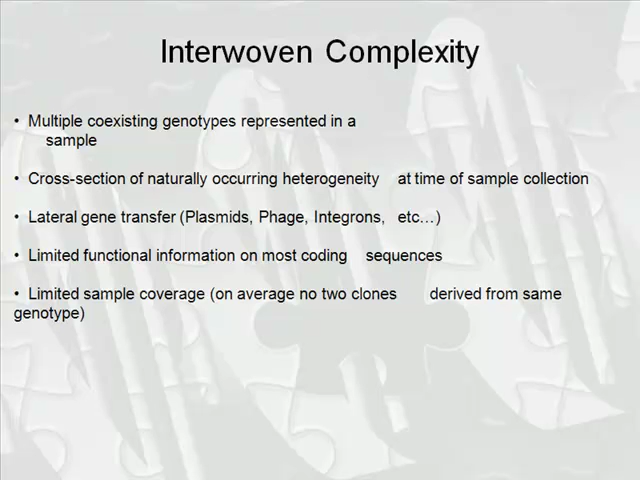 Interwoven Complexity
• Multiple coexisting genotypes represented in a
sample
• Cross-section of naturally occurring heterogeneity at time of sample collection
• Lateral gene transfer (Plasmids, Phage, Integrons, etc…)
• Limited functional information on most coding sequences
• Limited sample coverage (on average no two clones derived from same
genotype)